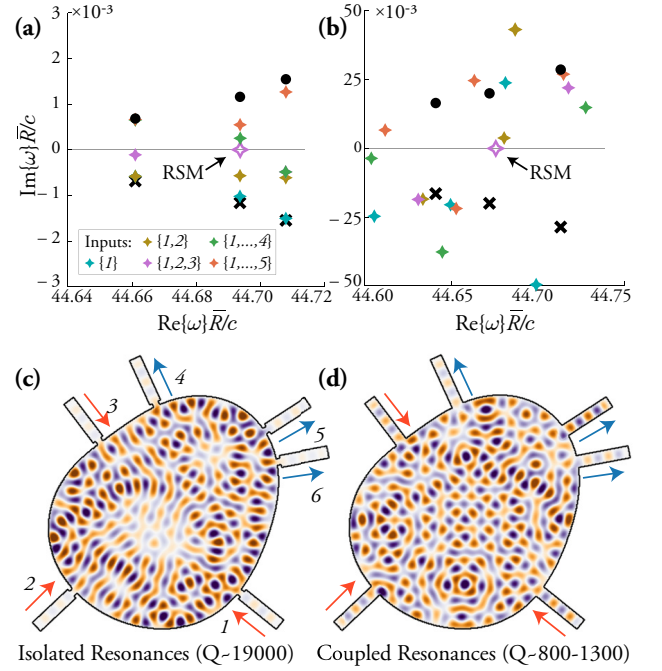 (a)
×10⁻³
3
2
1
0
− 1
− 2
− 3
Im{ω}R̅/c
RSM
Inputs:
{1,2}
{1,...,4}
{1}
{1,2,3}
{1,...,5}
44.64
44.66
44.68
44.70
44.72
Re{ω}R̅/c
(b)
×10⁻³
50
25
0
−25
−50
RSM
44.60
44.65
44.70
44.75
Re{ω}R̅/c
(c)
4
3
5
6
2
1
Isolated Resonances (Q~19000)
(d)
Coupled Resonances (Q~800-1300)